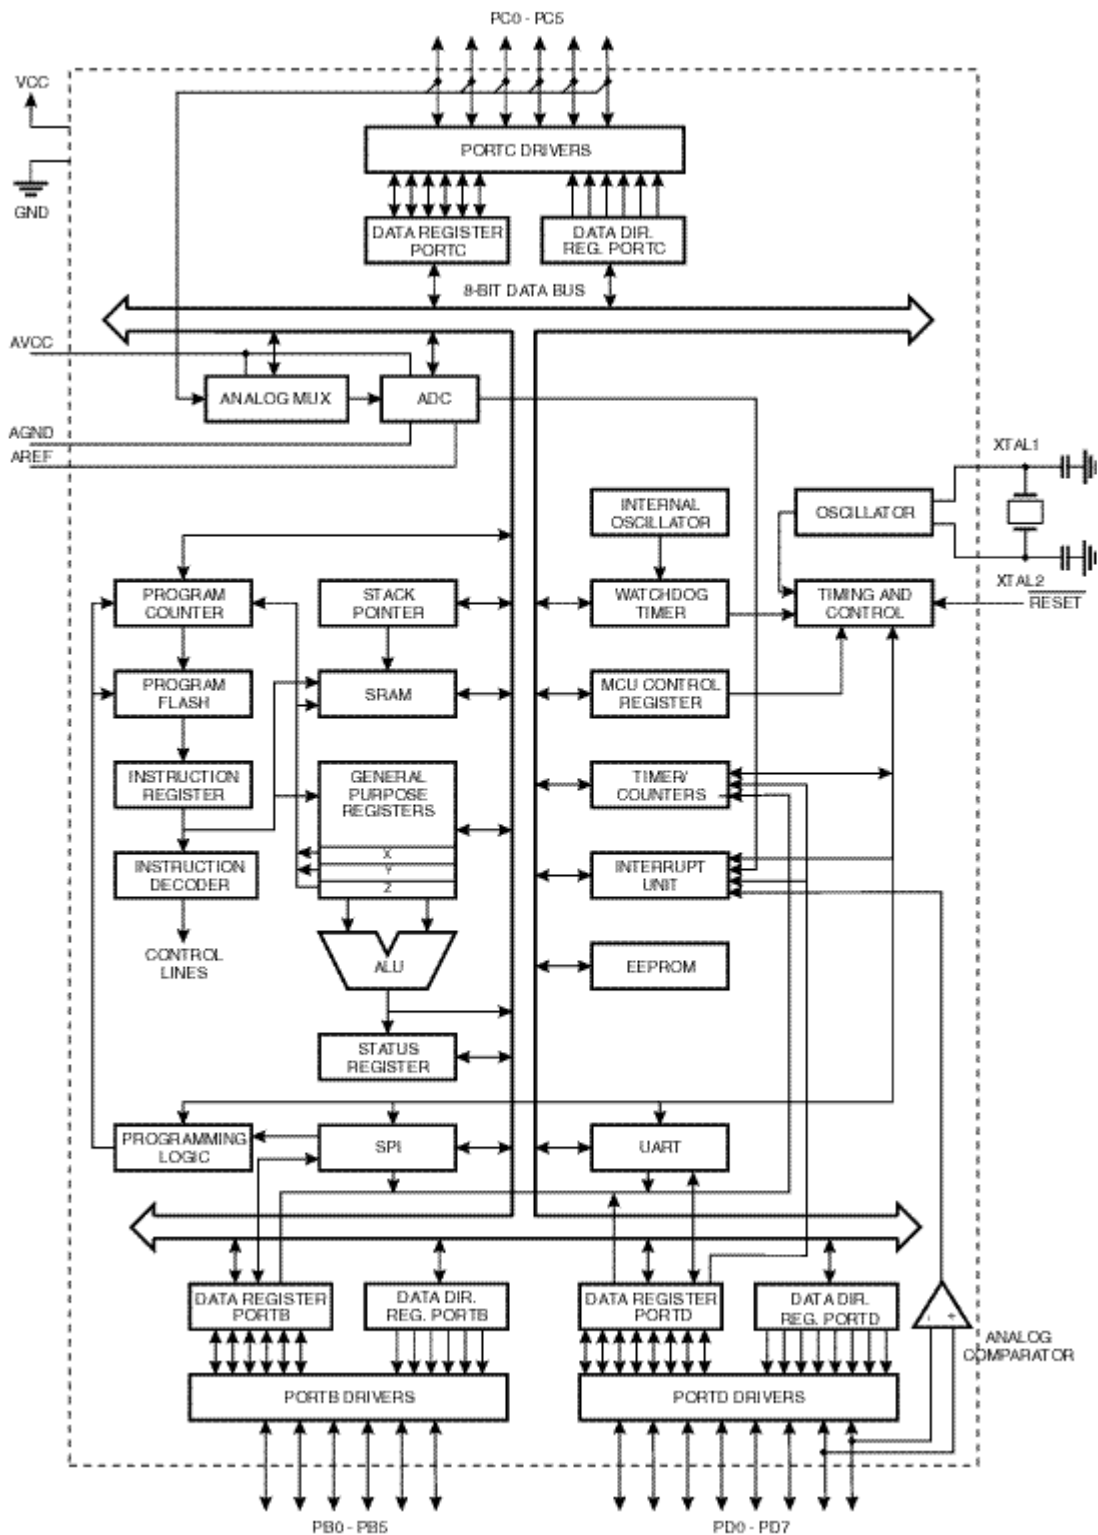 PC0 - PC5
VCC
PORTC DRIVERS
GND
DATA REGISTER
PORTC
DATA DIR.
REG. PORTC
8-BIT DATA BUS
AVCC
ANALOG MUX
ADC
AGND
AREF
XTAL1
INTERNAL
OSCILLATOR
OSCILLATOR
XTAL2
PROGRAM
COUNTER
STACK
POINTER
WATCHDOG
TIMER
TIMING AND
CONTROL
RESET
PROGRAM
FLASH
SRAM
MCU CONTROL
REGISTER
INSTRUCTION
REGISTER
GENERAL
PURPOSE
REGISTERS
X
Y
Z
TIMER/
COUNTERS
INSTRUCTION
DECODER
INTERRUPT
UNIT
CONTROL
LINES
ALU
EEPROM
STATUS
REGISTER
PROGRAMMING
LOGIC
SPI
UART
DATA REGISTER
PORTB
DATA DIR.
REG. PORTB
DATA REGISTER
PORTD
DATA DIR.
REG. PORTD
- +
ANALOG
COMPARATOR
PORTB DRIVERS
PORTD DRIVERS
PB0 - PB5
PD0 - PD7